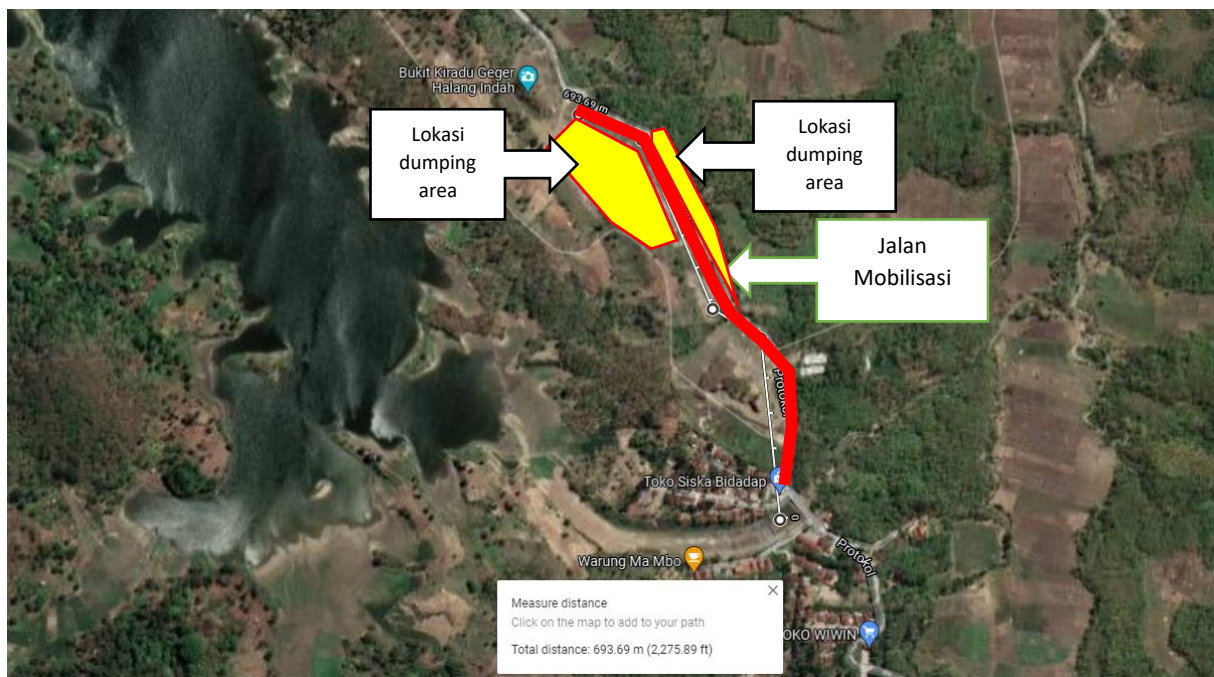 Bukit Kiradu Geger
Halang Indah
693.69 m
Lokasi
dumping
area
Lokasi
dumping
area
Jalan
Mobilisasi
Protokol
Toko Siska Bidadap
0
Protokol
Warung Ma Mbo
OKO WIWIN
Measure distance
Click on the map to add to your path
Total distance: 693.69 m (2,275.89 ft)